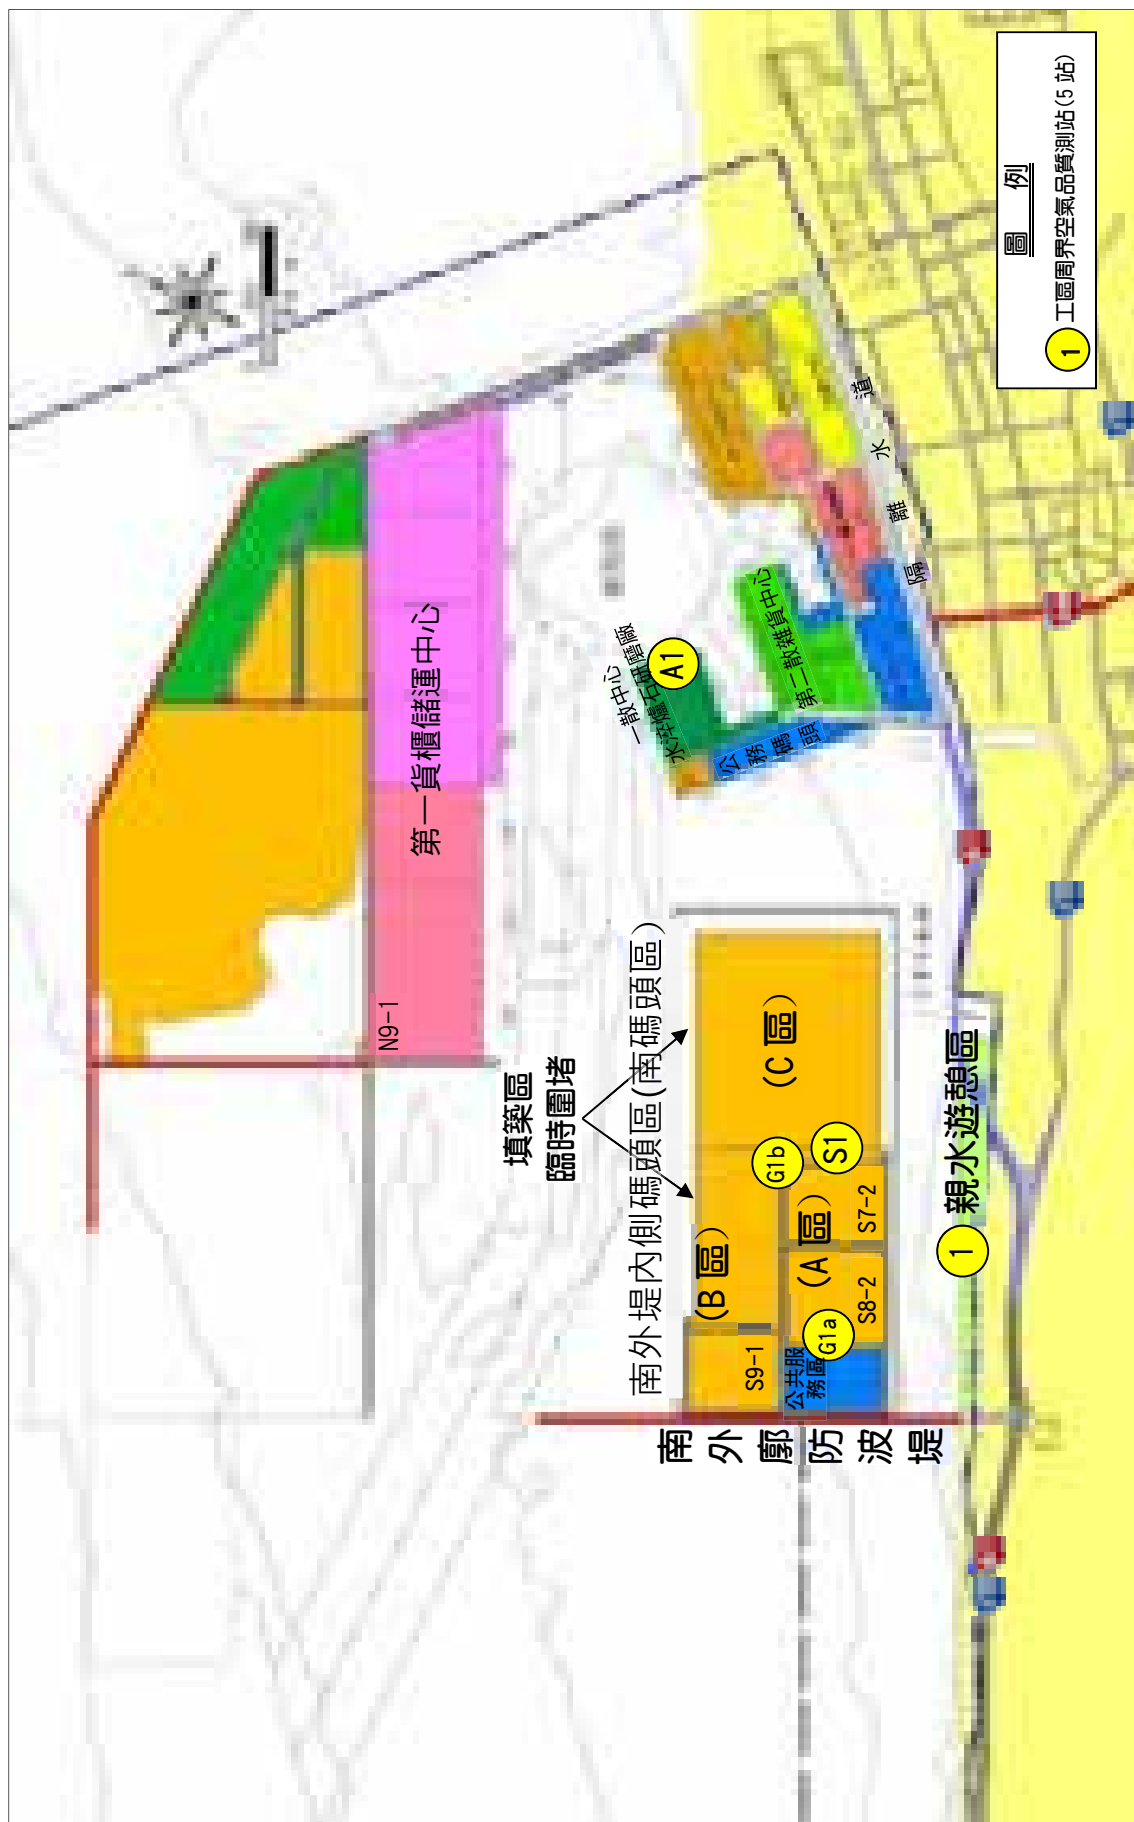 圖 例
1 工區周界空氣品質測站(5 站)
第一貨櫃儲運中心
N9-1
一散中心
水淬爐石研磨廠
A1
第二散雜貨中心
公務碼頭
隔離水道
填築區
臨時圍堵
南外堤內側碼頭區(南碼頭區)
(B 區)
(C 區)
(A 區)
G1b
S1
S7-2
S8-2
G1a
S9-1
公共服
務區
1
親水遊憩區
南外廓防波堤